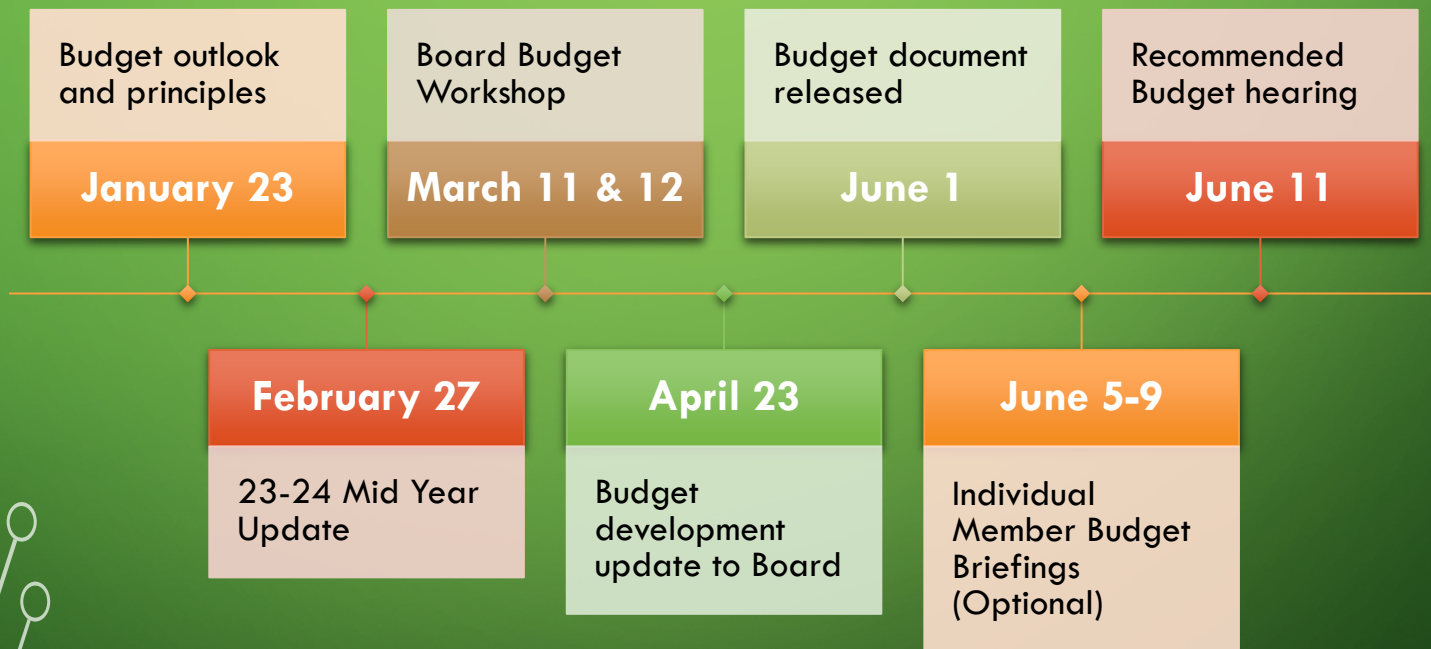 Budget outlook
and principles
January 23
Board Budget
Workshop
March 11 & 12
Budget document
released
June 1
Recommended
Budget hearing
June 11
February 27
23-24 Mid Year
Update
April 23
Budget
development
update to Board
June 5-9
Individual
Member Budget
Briefings
(Optional)